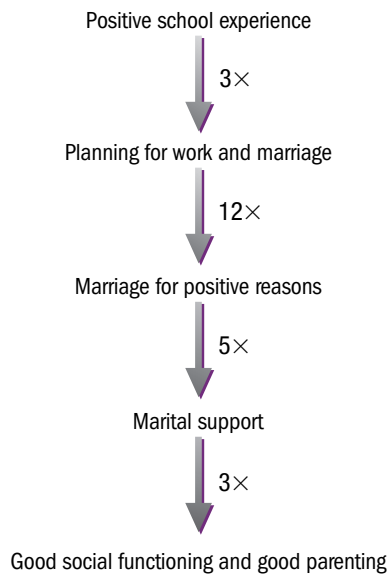 Positive school experience
3×
Planning for work and marriage
12×
Marriage for positive reasons
5×
Marital support
3×
Good social functioning and good parenting